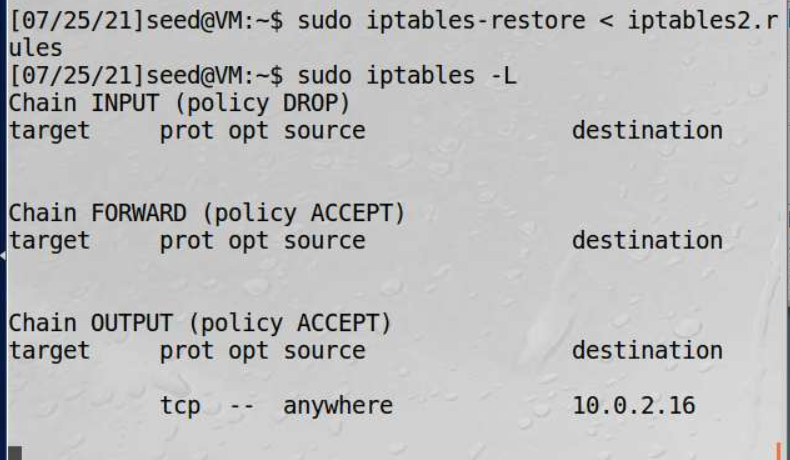 [07/25/21]seed@VM:~$ sudo iptables-restore < iptables2.r
ules
[07/25/21]seed@VM:~$ sudo iptables -L
Chain INPUT (policy DROP)
target     prot opt source               destination
Chain FORWARD (policy ACCEPT)
target     prot opt source               destination
Chain OUTPUT (policy ACCEPT)
target     prot opt source               destination
           tcp  --  anywhere             10.0.2.16